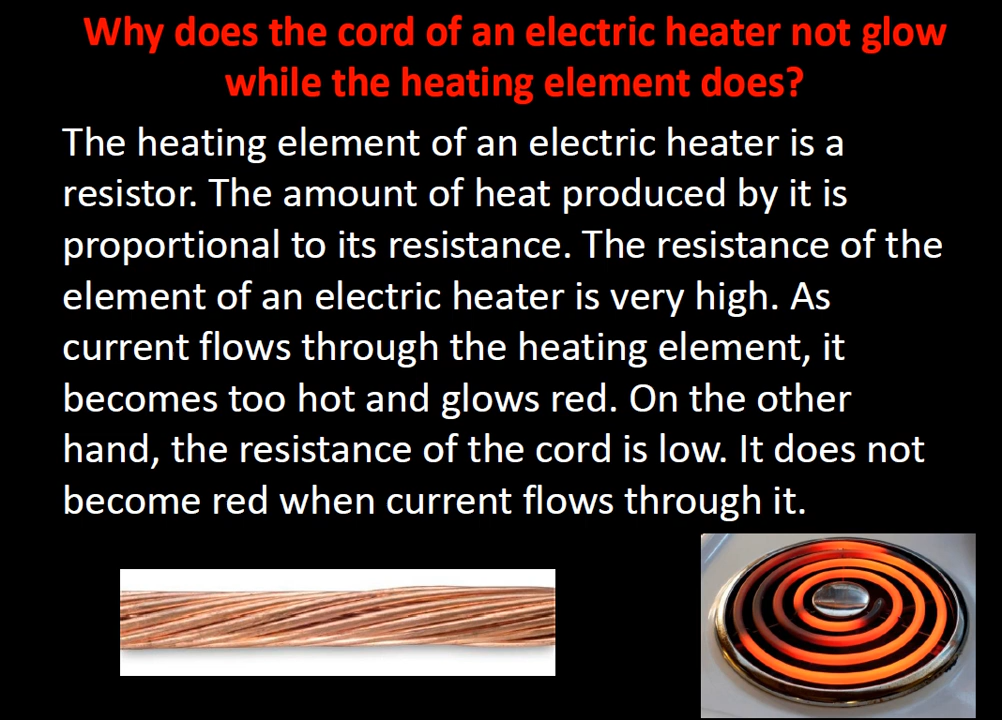 Why does the cord of an electric heater not glow
while the heating element does?
The heating element of an electric heater is a
resistor. The amount of heat produced by it is
proportional to its resistance. The resistance of the
element of an electric heater is very high. As
current flows through the heating element, it
becomes too hot and glows red. On the other
hand, the resistance of the cord is low. It does not
become red when current flows through it.